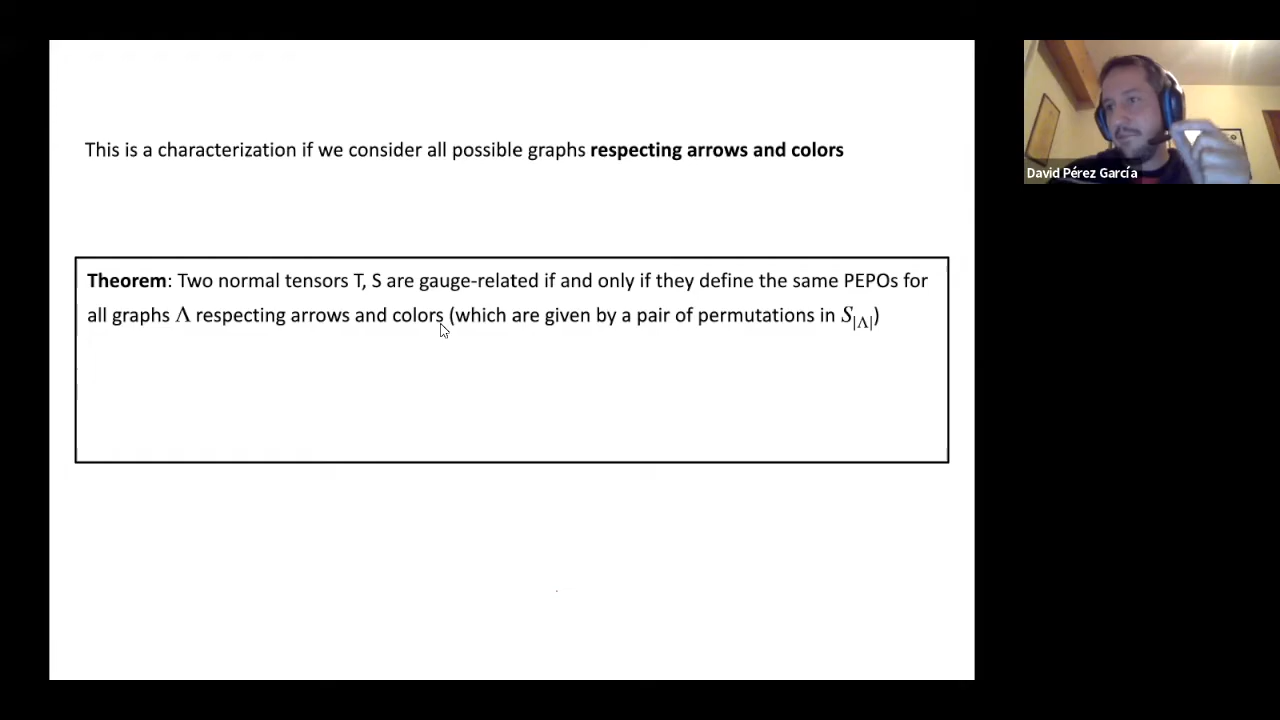 This is a characterization if we consider all possible graphs respecting arrows and colors
Theorem: Two normal tensors T, S are gauge-related if and only if they define the same PEPOs for
all graphs Λ respecting arrows and colors (which are given by a pair of permutations in S_{|Λ|})
David Pérez García